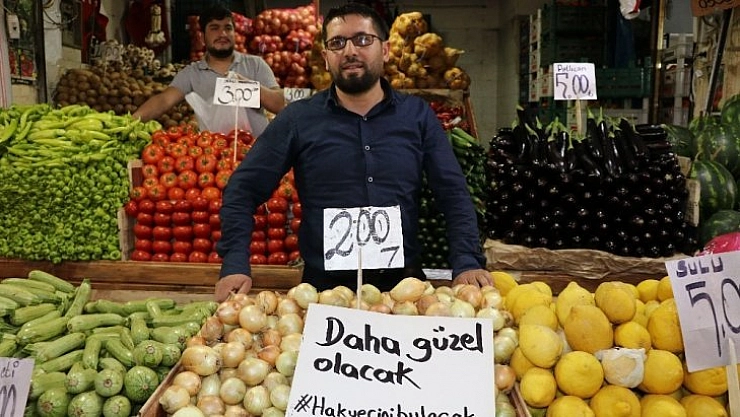 3.00
5.00
2.00
SULU
5.0
Daha güzel
olacak
#Hakyerinibulacak